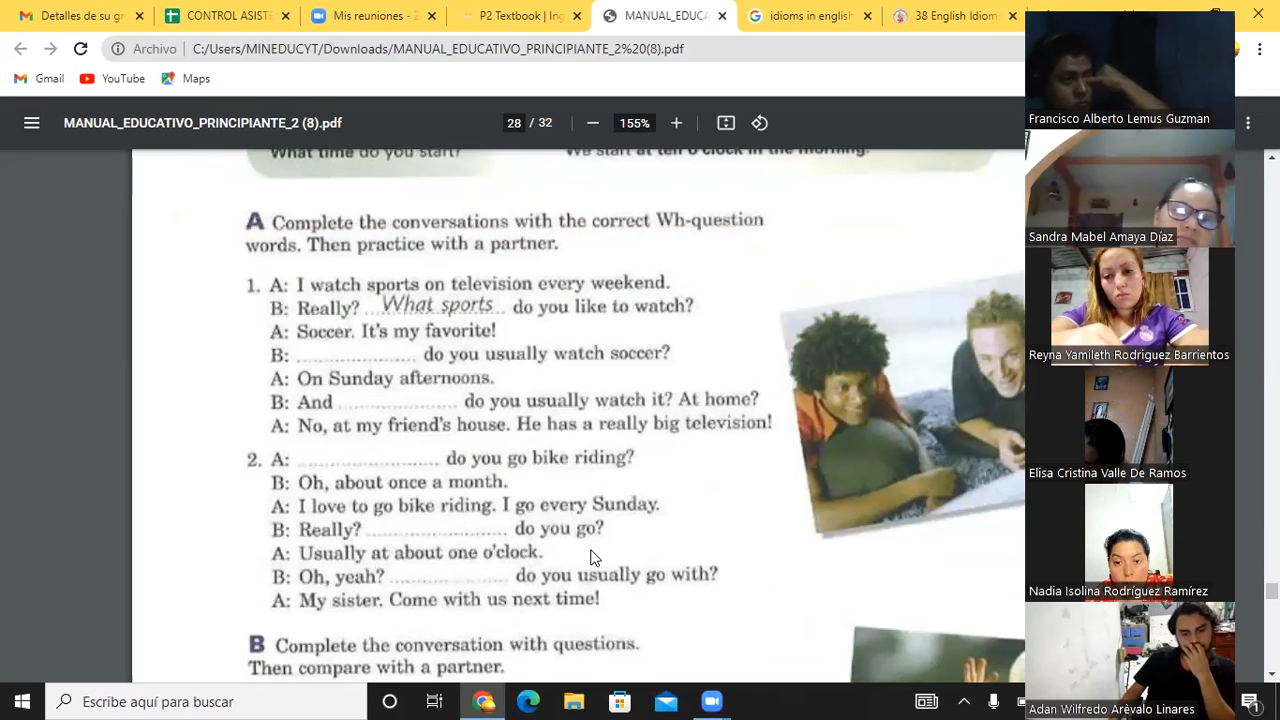 Detalles de su gr
CONTROL ASIST
Mis reuniones - Z
P2 Textbook | Ing
MANUAL_EDUCA
idioms in english
38 English Idiom
Archivo
C:/Users/MINEDUCYT/Downloads/MANUAL_EDUCATIVO_PRINCIPIANTE_2%20(8).pdf
Gmail
YouTube
Maps
MANUAL_EDUCATIVO_PRINCIPIANTE_2 (8).pdf
28 / 32
155%
What time do you start?
We start at ten o'clock in the morning.
A Complete the conversations with the correct Wh-question
words. Then practice with a partner.
1. A: I watch sports on television every weekend.
B: Really? What sports do you like to watch?
A: Soccer. It's my favorite!
B: .................... do you usually watch soccer?
A: On Sunday afternoons.
B: And .................... do you usually watch it? At home?
A: No, at my friend's house. He has a really big television!
2. A: .................... do you go bike riding?
B: Oh, about once a month.
A: I love to go bike riding. I go every Sunday.
B: Really? .................... do you go?
A: Usually at about one o'clock.
B: Oh, yeah? .................... do you usually go with?
A: My sister. Come with us next time!
B Complete the conversation with questions.
Then compare with a partner.
Francisco Alberto Lemus Guzman
Sandra Mabel Amaya Díaz
Reyna Yamileth Rodriguez Barrientos
Elisa Cristina Valle De Ramos
Nadia Isolina Rodríguez Ramírez
Adan Wilfredo Arévalo Linares
Escribe aquí para buscar
1